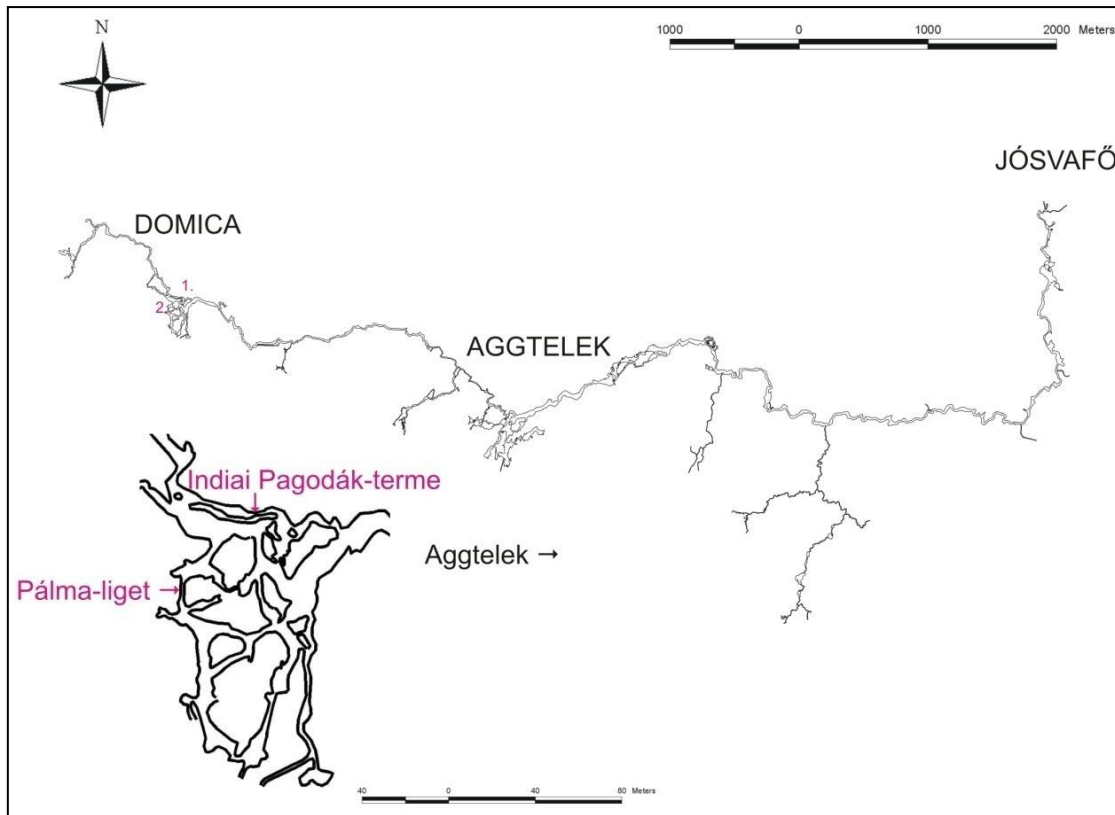 N
1000 0 1000 2000 Meters
JÓSVAFŐ
DOMICA
1.
2.
AGGTELEK
Indiai Pagodák-terme
Aggtelek →
Pálma-liget →
40 0 40 80 Meters